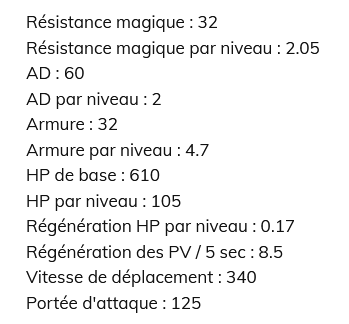 Résistance magique : 32
Résistance magique par niveau : 2.05
AD : 60
AD par niveau : 2
Armure : 32
Armure par niveau : 4.7
HP de base : 610
HP par niveau : 105
Régénération HP par niveau : 0.17
Régénération des PV / 5 sec : 8.5
Vitesse de déplacement : 340
Portée d'attaque : 125